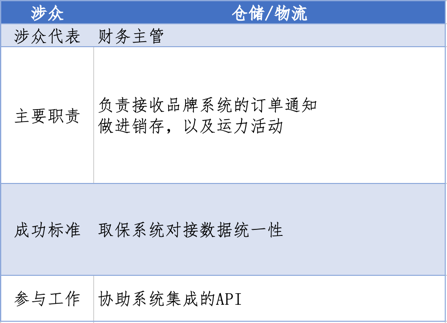 涉众 仓储/物流
涉众代表 财务主管
主要职责 负责接收品牌系统的订单通知
做进销存，以及运力活动
成功标准 取保系统对接数据统一性
参与工作 协助系统集成的API